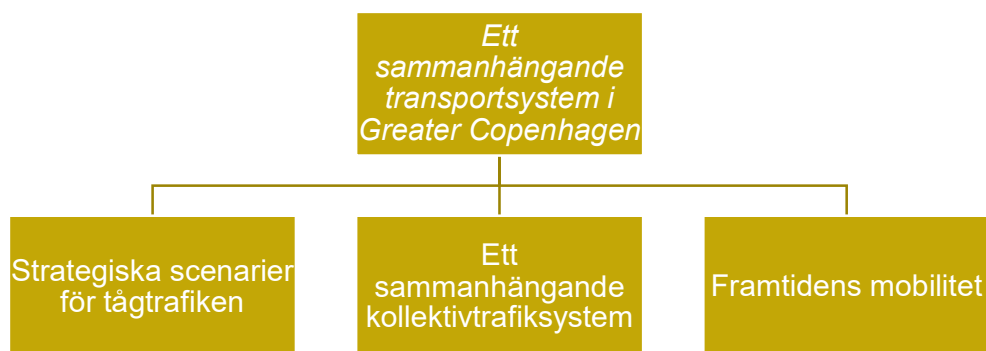 Ett
sammanhängande
transportsystem i
Greater Copenhagen
Strategiska scenarier
för tågtrafiken
Ett
sammanhängande
kollektivtrafiksystem
Framtidens mobilitet